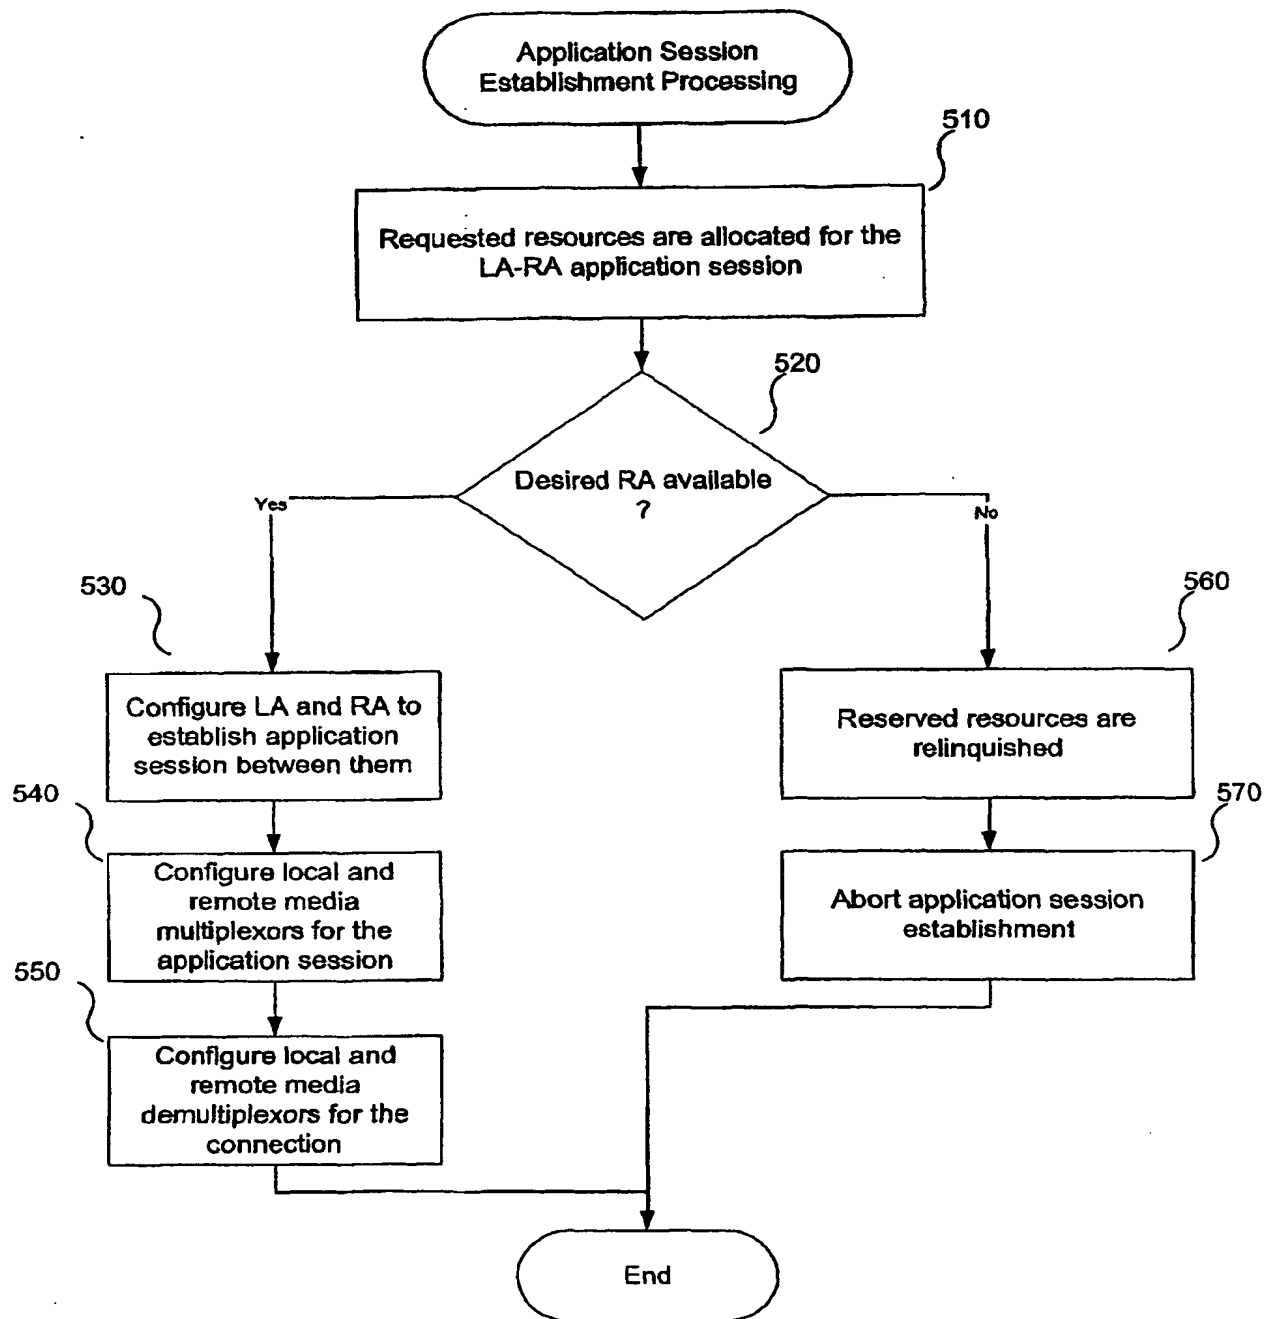 Application Session
Establishment Processing
510
Requested resources are allocated for the
LA-RA application session
520
Desired RA available
?
Yes
No
530
Configure LA and RA to
establish application
session between them
560
Reserved resources are
relinquished
540
Configure local and
remote media
multiplexors for the
application session
570
Abort application session
establishment
550
Configure local and
remote media
demultiplexors for the
connection
End